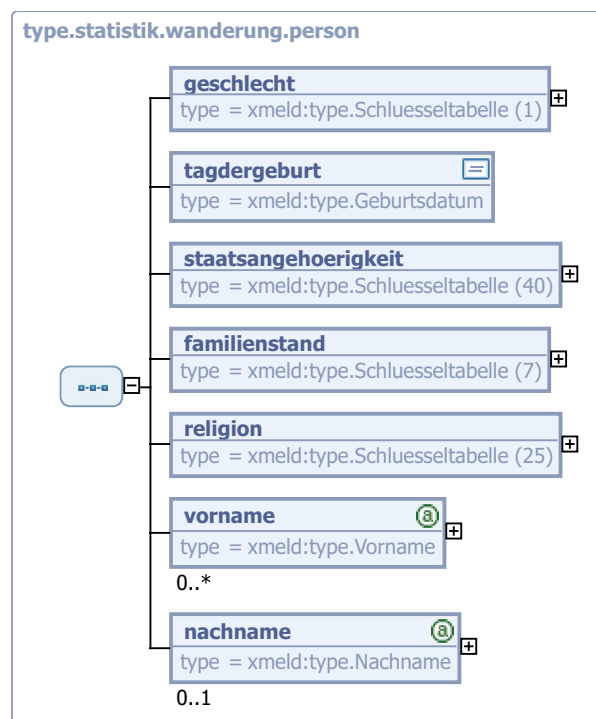 type.statistik.wanderung.person
geschlecht
type = xmeld:type.Schluesseltabelle (1)
tagdergeburt
type = xmeld:type.Geburtsdatum
staatsangehoerigkeit
type = xmeld:type.Schluesseltabelle (40)
familienstand
type = xmeld:type.Schluesseltabelle (7)
religion
type = xmeld:type.Schluesseltabelle (25)
vorname a
type = xmeld:type.Vorname
0..*
nachname a
type = xmeld:type.Nachname
0..1